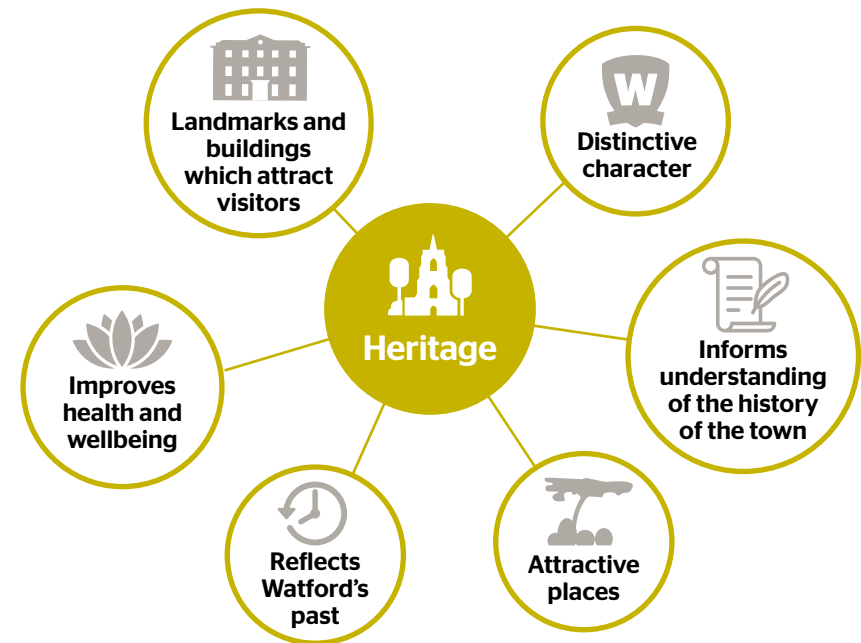 Landmarks and
buildings
which attract
visitors
W
Distinctive
character
Heritage
Informs
understanding
of the history
of the town
Improves
health and
wellbeing
Reflects
Watford's
past
Attractive
places